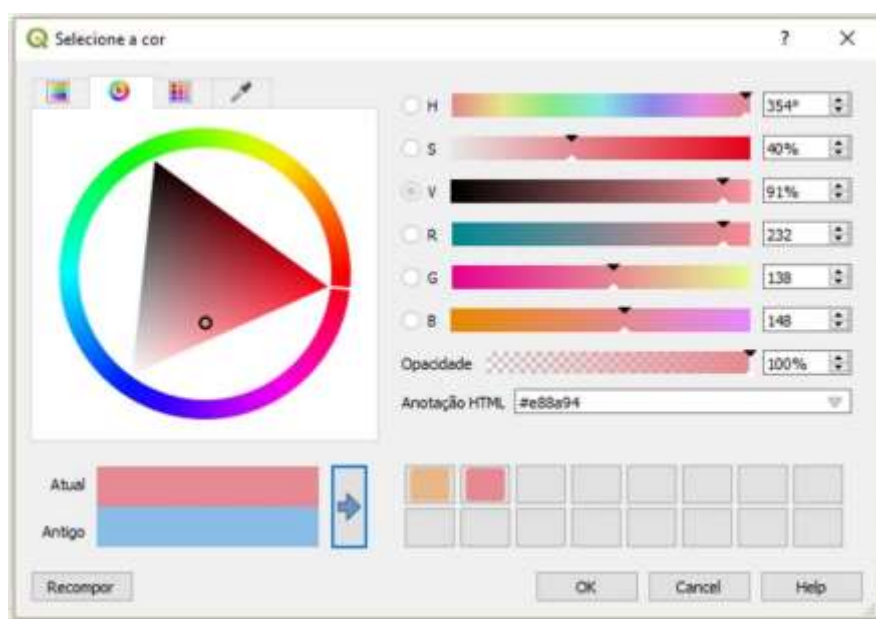 Selecione a cor ?
H 354°
S 40%
V 91%
R 232
G 138
B 148
Opacidade 100%
Anotação HTML #e88a94
Atual
Antigo
Recompor OK Cancel Help